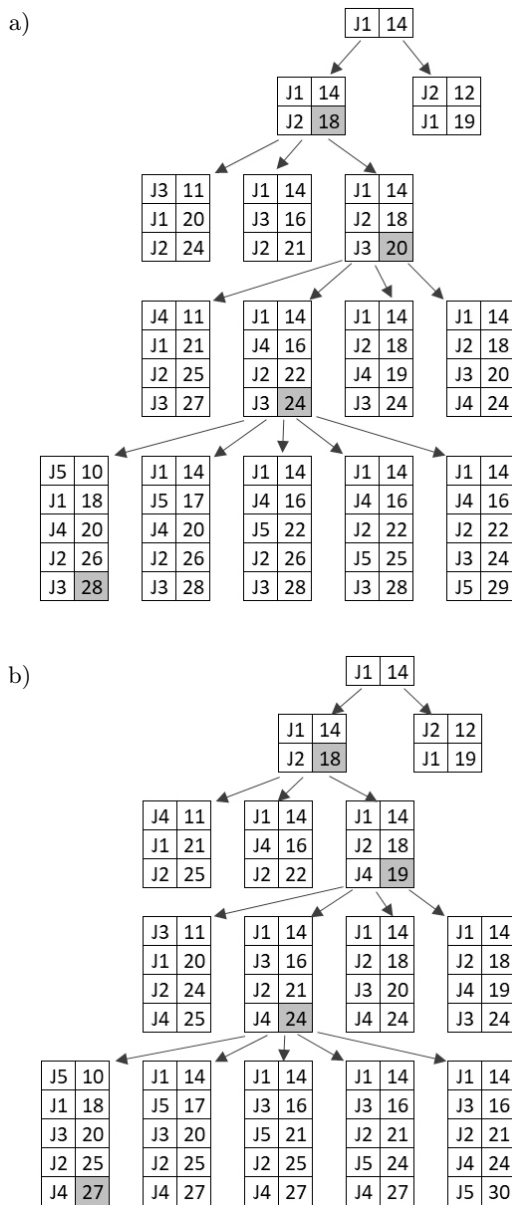 a)
J1 14
J1 14 J2 12
J2 18 J1 19
J3 11 J1 14 J1 14
J1 20 J3 16 J2 18
J2 24 J2 21 J3 20
J4 11 J1 14 J1 14 J1 14
J1 21 J4 16 J2 18 J2 18
J2 25 J2 22 J4 19 J3 20
J3 27 J3 24 J3 24 J4 24
J5 10 J1 14 J1 14 J1 14 J1 14
J1 18 J5 17 J4 16 J4 16 J4 16
J4 20 J4 20 J5 22 J2 22 J2 22
J2 26 J2 26 J2 26 J5 25 J3 24
J3 28 J3 28 J3 28 J3 28 J5 29
b)
J1 14
J1 14 J2 12
J2 18 J1 19
J4 11 J1 14 J1 14
J1 21 J4 16 J2 18
J2 25 J2 22 J4 19
J3 11 J1 14 J1 14 J1 14
J1 20 J3 16 J2 18 J2 18
J2 24 J2 21 J3 20 J4 19
J4 25 J4 24 J4 24 J3 24
J5 10 J1 14 J1 14 J1 14 J1 14
J1 18 J5 17 J3 16 J3 16 J3 16
J3 20 J3 20 J5 21 J2 21 J2 21
J2 25 J2 25 J2 25 J5 24 J4 24
J4 27 J4 27 J4 27 J4 27 J5 30